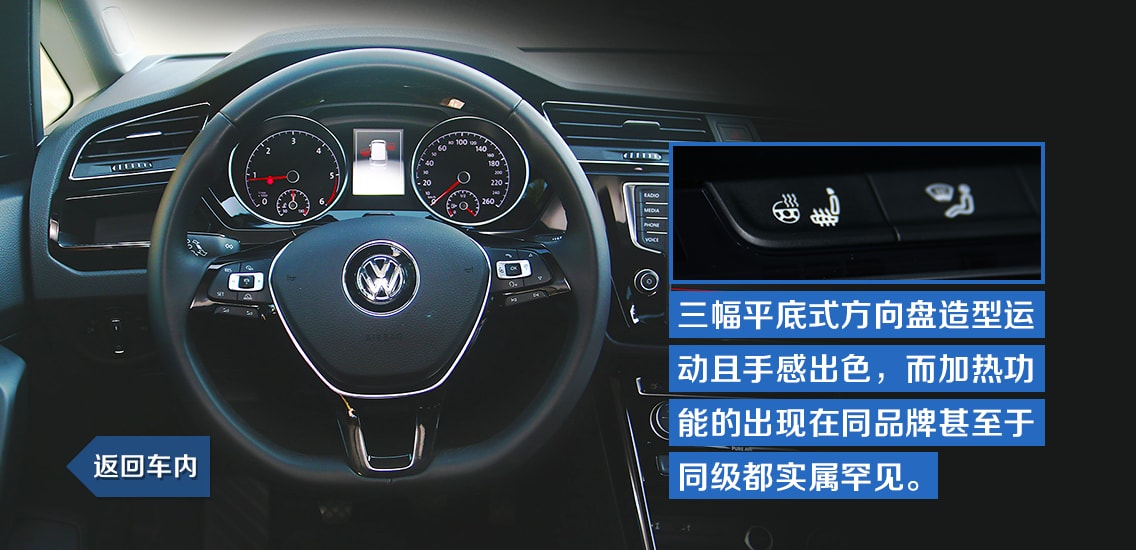 1
2
3
4
5
6
0
0
20
40
60
80
100
120
140
160
180
220
240
260
RADIO
MEDIA
PHONE
VOICE
RES
SET
OK
VW
三幅平底式方向盘造型运
动且手感出色，而加热功
能的出现在同品牌甚至于
同级都实属罕见。
返回车内